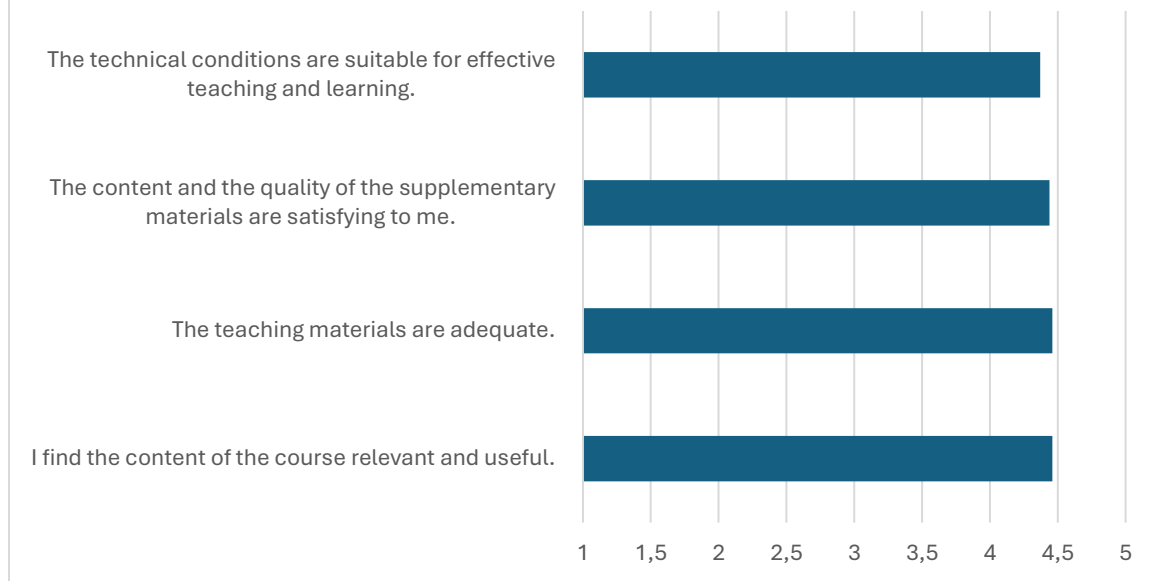 The technical conditions are suitable for effective
teaching and learning.
The content and the quality of the supplementary
materials are satisfying to me.
The teaching materials are adequate.
I find the content of the course relevant and useful.
1 1,5 2 2,5 3 3,5 4 4,5 5